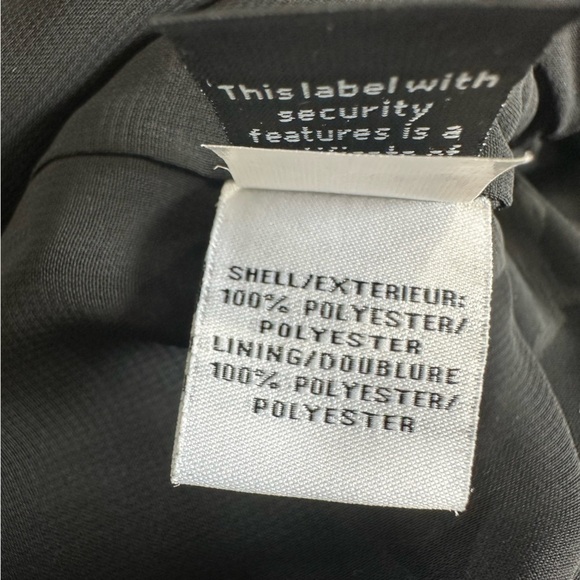 This label with
security
features is a
SHELL/EXTERIEUR:
100% POLYESTER/
POLYESTER
LINING/DOUBLURE
100% POLYESTER/
POLYESTER